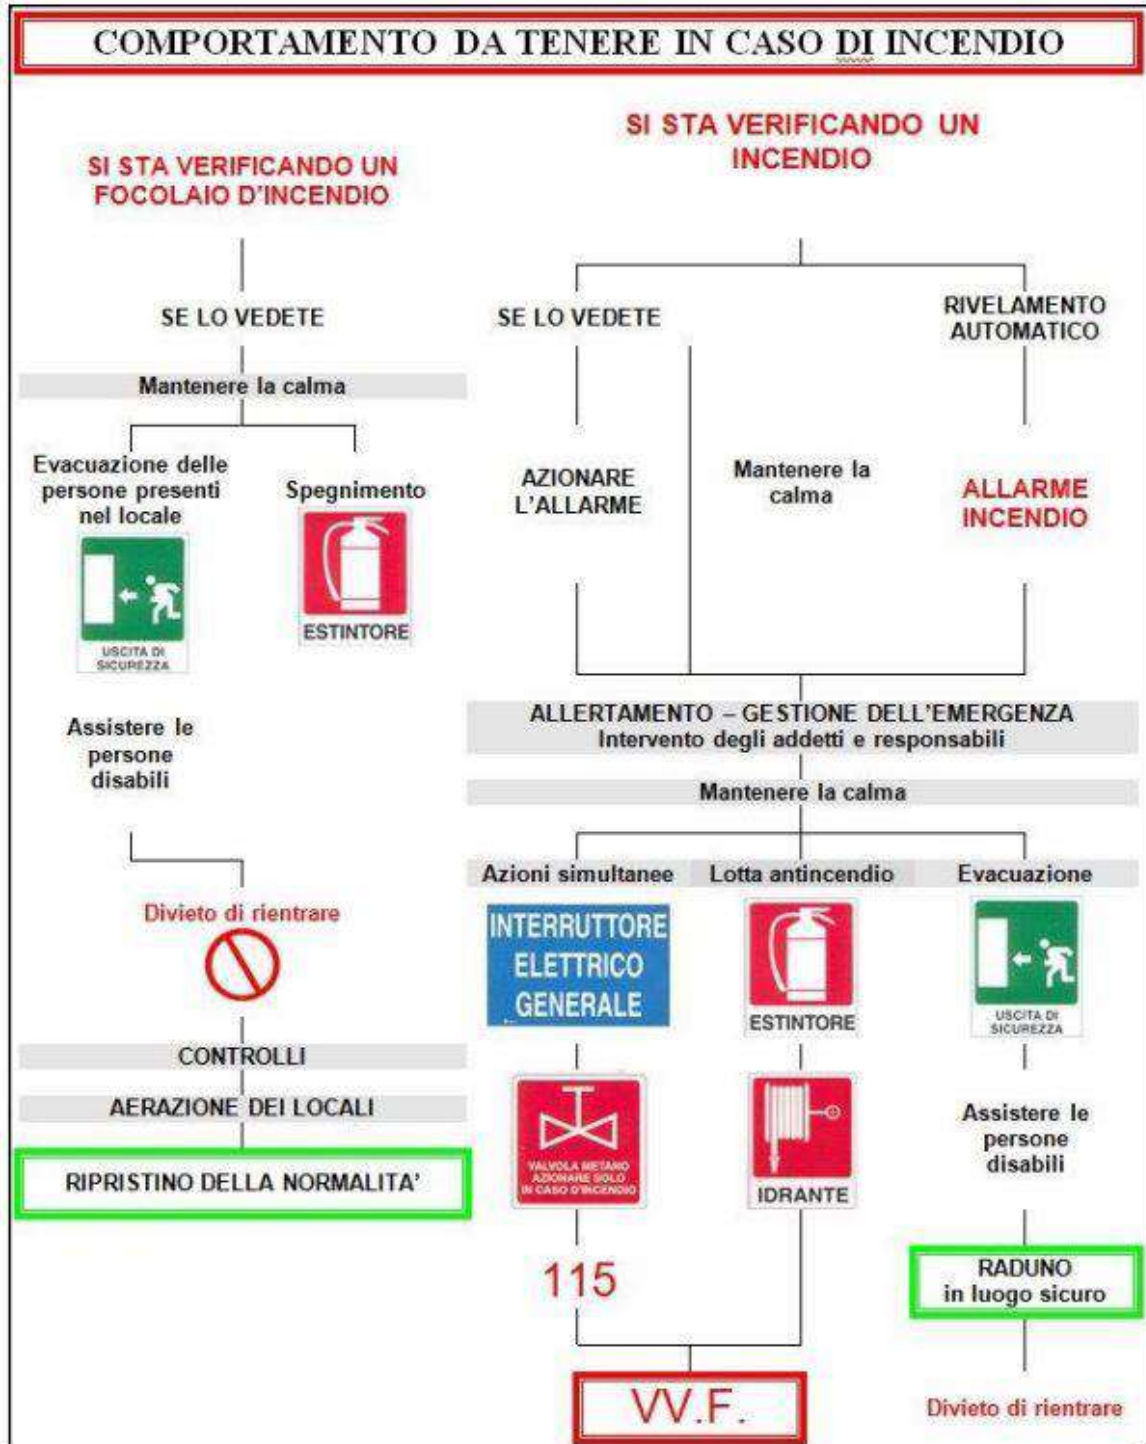 COMPORTAMENTO DA TENERE IN CASO DI INCENDIO
SI STA VERIFICANDO UN
FOCOLAIO D'INCENDIO
SE LO VEDETE
Mantenere la calma
Evacuazione delle
persone presenti
nel locale
USCITA DI
SICUREZZA
Spegnimento
ESTINTORE
Assistere le
persone
disabili
Divieto di rientrare
CONTROLLI
AERAZIONE DEI LOCALI
RIPRISTINO DELLA NORMALITA'
SI STA VERIFICANDO UN
INCENDIO
SE LO VEDETE
RIVELAMENTO
AUTOMATICO
AZIONARE
L'ALLARME
Mantenere la
calma
ALLARME
INCENDIO
ALLERTAMENTO – GESTIONE DELL'EMERGENZA
Intervento degli addetti e responsabili
Mantenere la calma
Azioni simultanee
INTERRUTTORE
ELETTRICO
GENERALE
VALVOLA METANO
AZIONARE SOLO
IN CASO D'INCENDIO
115
Lotta antincendio
ESTINTORE
IDRANTE
VV.F.
Evacuazione
USCITA DI
SICUREZZA
Assistere le
persone
disabili
RADUNO
in luogo sicuro
Divieto di rientrare